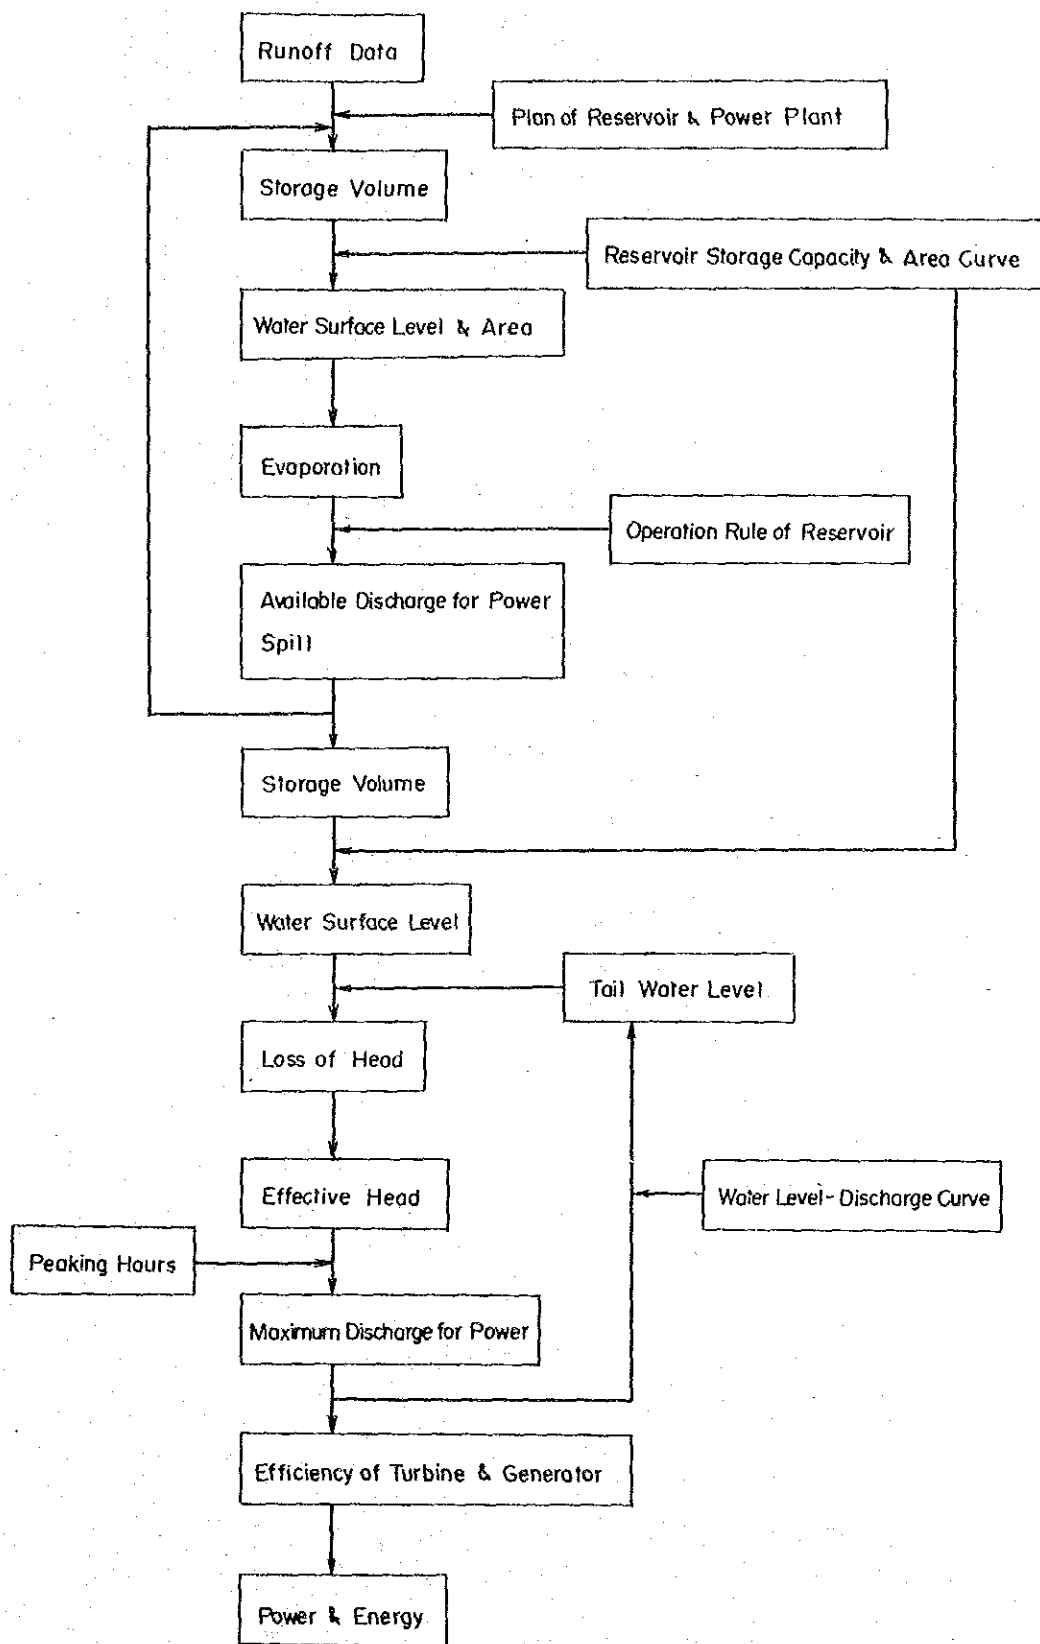 Runoff Data
Plan of Reservoir & Power Plant
Storage Volume
Reservoir Storage Capacity & Area Curve
Water Surface Level & Area
Evaporation
Operation Rule of Reservoir
Available Discharge for Power
Spill
Storage Volume
Water Surface Level
Tail Water Level
Loss of Head
Effective Head
Water Level-Discharge Curve
Peaking Hours
Maximum Discharge for Power
Efficiency of Turbine & Generator
Power & Energy